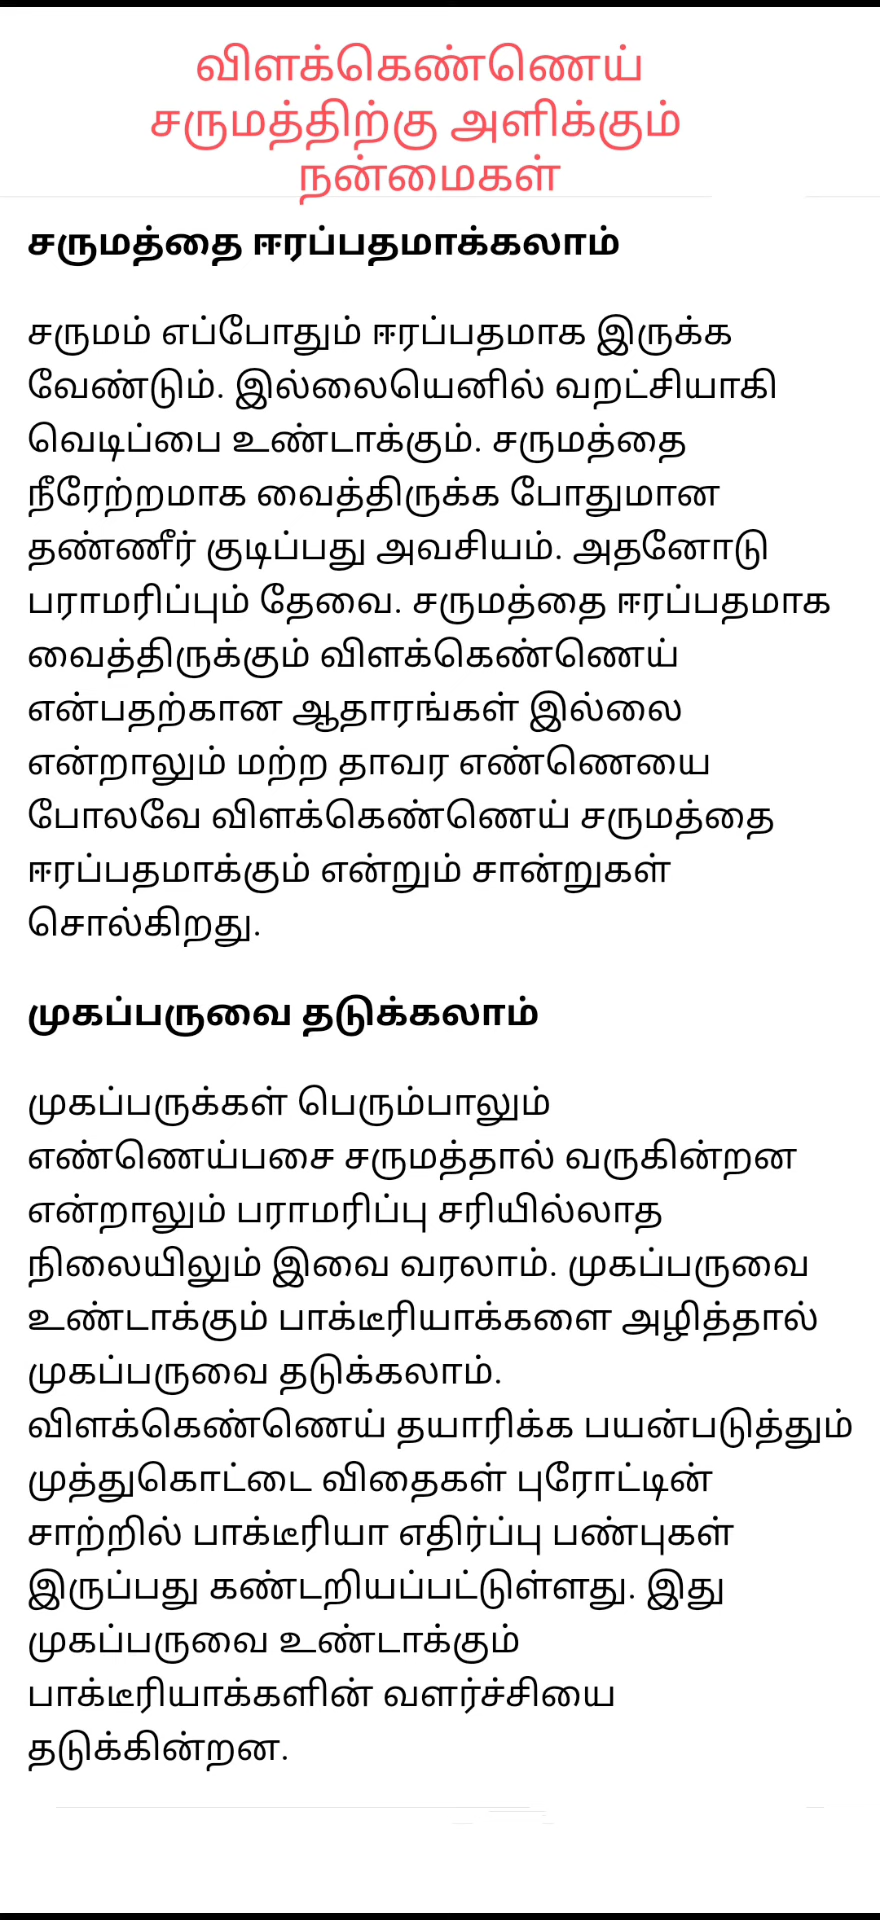 விளக்கெண்ணெய்
சருமத்திற்கு அளிக்கும்
நன்மைகள்
சருமத்தை ஈரப்பதமாக்கலாம்
சருமம் எப்போதும் ஈரப்பதமாக இருக்க
வேண்டும். இல்லையெனில் வறட்சியாகி
வெடிப்பை உண்டாக்கும். சருமத்தை
நீரேற்றமாக வைத்திருக்க போதுமான
தண்ணீர் குடிப்பது அவசியம். அதனோடு
பராமரிப்பும் தேவை. சருமத்தை ஈரப்பதமாக
வைத்திருக்கும் விளக்கெண்ணெய்
என்பதற்கான ஆதாரங்கள் இல்லை
என்றாலும் மற்ற தாவர எண்ணெயை
போலவே விளக்கெண்ணெய் சருமத்தை
ஈரப்பதமாக்கும் என்றும் சான்றுகள்
சொல்கிறது.
முகப்பருவை தடுக்கலாம்
முகப்பருக்கள் பெரும்பாலும்
எண்ணெய்பசை சருமத்தால் வருகின்றன
என்றாலும் பராமரிப்பு சரியில்லாத
நிலையிலும் இவை வரலாம். முகப்பருவை
உண்டாக்கும் பாக்டீரியாக்களை அழித்தால்
முகப்பருவை தடுக்கலாம்.
விளக்கெண்ணெய் தயாரிக்க பயன்படுத்தும்
முத்துகொட்டை விதைகள் புரோட்டின்
சாற்றில் பாக்டீரியா எதிர்ப்பு பண்புகள்
இருப்பது கண்டறியப்பட்டுள்ளது. இது
முகப்பருவை உண்டாக்கும்
பாக்டீரியாக்களின் வளர்ச்சியை
தடுக்கின்றன.